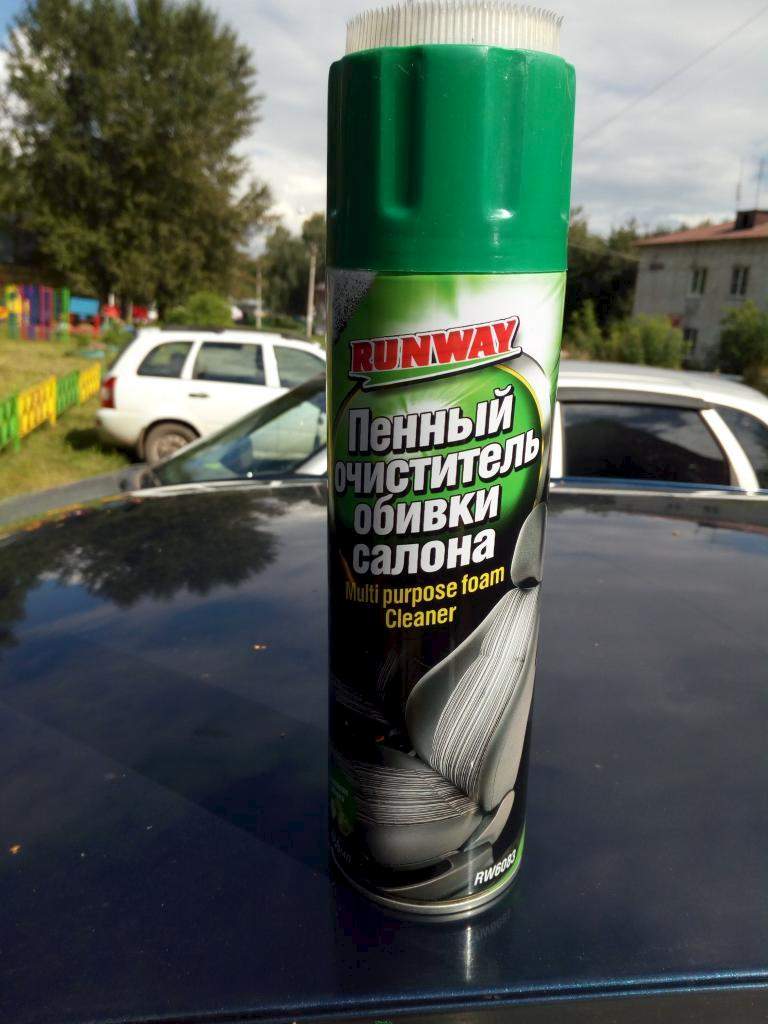 RUNWAY
Пенный
очиститель
обивки
салона
Multi purpose foam
Cleaner
RW6083